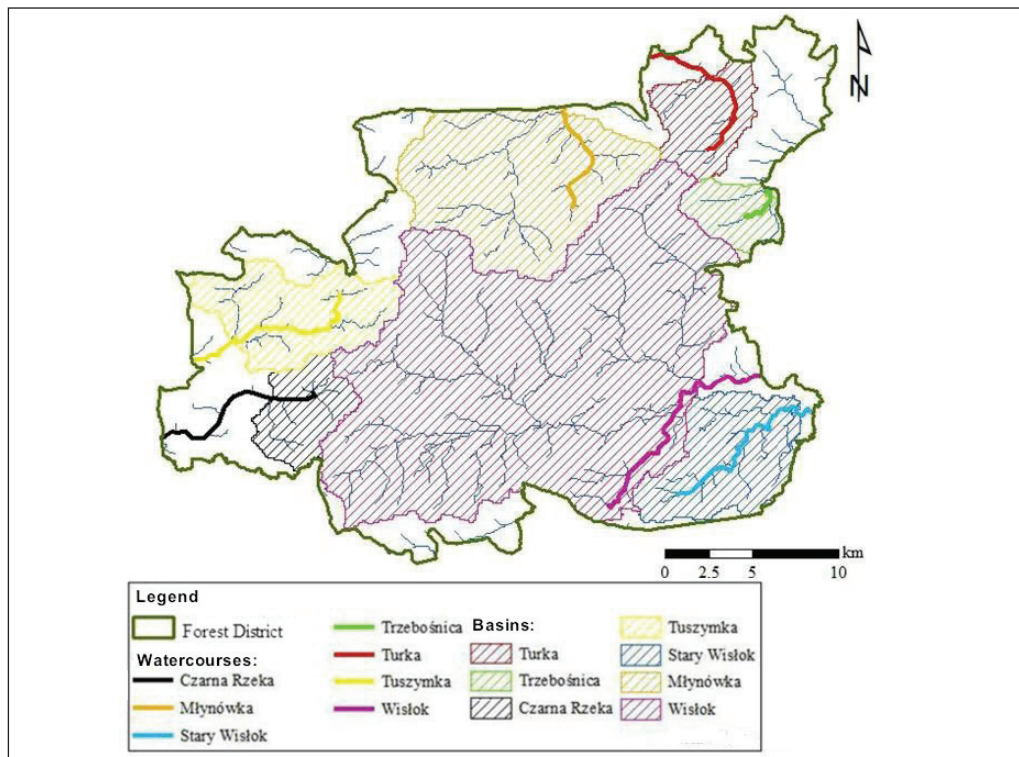 N
km
0 2.5 5 10
Legend
Forest District
Watercourses:
Czarna Rzeka
Młynówka
Stary Wisłok
Trzebośnica
Turka
Tuszymka
Wisłok
Basins:
Turka
Trzebośnica
Czarna Rzeka
Tuszymka
Stary Wisłok
Młynówka
Wisłok